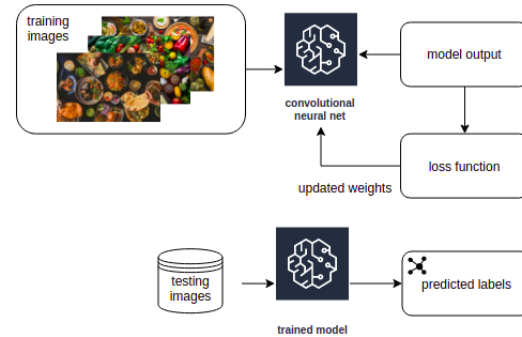 training
images
convolutional
neural net
model output
loss function
updated weights
testing
images
trained model
predicted labels